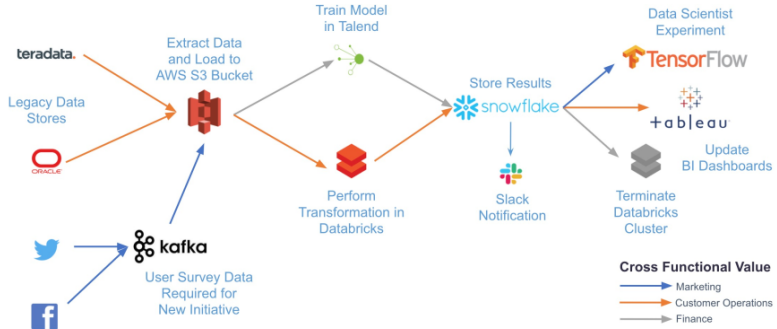 teradata.
Legacy Data
Stores
ORACLE
Extract Data
and Load to
AWS S3 Bucket
kafka
User Survey Data
Required for
New Initiative
Train Model
in Talend
Perform
Transformation in
Databricks
Store Results
snowflake
Slack
Notification
Data Scientist
Experiment
TensorFlow
+ableau
Update
BI Dashboards
Terminate
Databricks
Cluster
Cross Functional Value
Marketing
Customer Operations
Finance